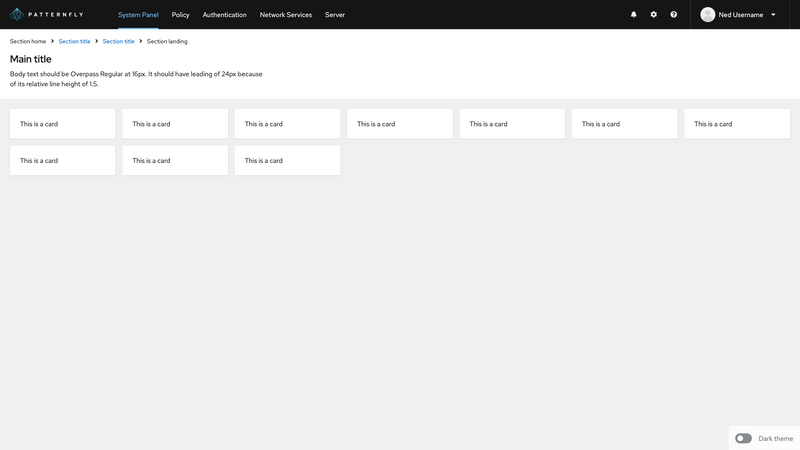 PATTERNFLY System Panel Policy Authentication Network Services Server Ned Username
Section home Section title Section title Section landing
Main title
Body text should be Overpass Regular at 16px. It should have leading of 24px because
of its relative line height of 1.5.
This is a card This is a card This is a card This is a card This is a card This is a card This is a card
This is a card This is a card This is a card
Dark theme